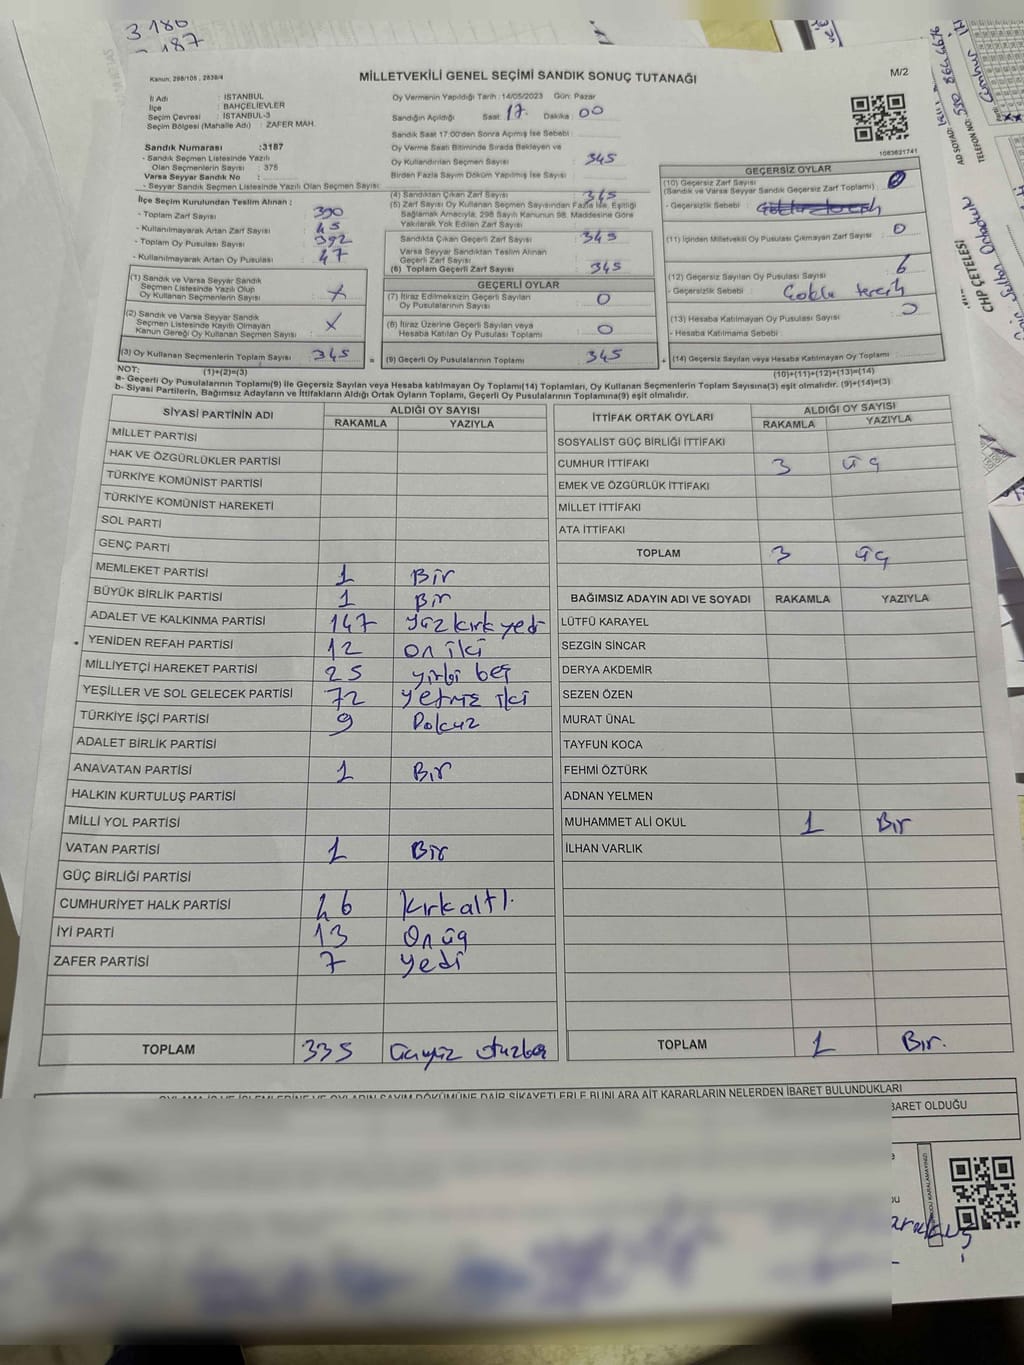 3 186
187
Kanun: 298/105 , 2839/4
MİLLETVEKİLİ GENEL SEÇİMİ SANDIK SONUÇ TUTANAĞI
M/2
İl Adı : İSTANBUL
İlçe : BAHÇELİEVLER
Seçim Çevresi : İSTANBUL-3
Seçim Bölgesi (Mahalle Adı) : ZAFER MAH.
Oy Vermenin Yapıldığı Tarih :14/05/2023 Gün: Pazar
Sandığın Açıldığı Saat 17. Dakika 00
Sandık Saat 17:00'den Sonra Açılmış İse Sebebi :
Sandık Numarası :3187
- Sandık Seçmen Listesinde Yazılı
Olan Seçmenlerin Sayısı : 375
Varsa Seyyar Sandık No :
- Seyyar Sandık Seçmen Listesinde Yazılı Olan Seçmen Sayısı:
Oy Verme Saati Bitiminde Sırada Bekleyen ve
Oy Kullandırılan Seçmen Sayısı : 345
Birden Fazla Sayım Döküm Yapılmış İse Sayısı :
1083621741
İlçe Seçim Kurulundan Teslim Alınan ;
- Toplam Zarf Sayısı : 390
- Kullanılmayarak Artan Zarf Sayısı : 45
- Toplam Oy Pusulası Sayısı : 392
- Kullanılmayarak Artan Oy Pusulası : 47
(1) Sandık ve Varsa Seyyar Sandık
Seçmen Listesinde Yazılı Olup
Oy Kullanan Seçmenlerin Sayısı : X
(2) Sandık ve Varsa Seyyar Sandık
Seçmen Listesinde Kayıtlı Olmayan
Kanun Gereği Oy Kullanan Seçmen Sayısı : X
(3) Oy Kullanan Seçmenlerin Toplam Sayısı : 345
(4) Sandıktan Çıkan Zarf Sayısı : 345
(5) Zarf Sayısı Oy Kullanan Seçmen Sayısından Fazla İse, Eşitliği
Bağlamak Amacıyla, 298 Sayılı Kanunun 98. Maddesine Göre
Yakılarak Yok Edilen Zarf Sayısı :
Sandıkta Çıkan Geçerli Zarf Sayısı : 345
Varsa Seyyar Sandıktan Teslim Alınan
Geçerli Zarf Sayısı :
(6) Toplam Geçerli Zarf Sayısı : 345
GEÇERLİ OYLAR
(7) İtiraz Edilmeksizin Geçerli Sayılan
Oy Pusulalarının Sayısı : 0
(8) İtiraz Üzerine Geçerli Sayılan veya
Hesaba Katılan Oy Pusulası Toplamı : 0
= (9) Geçerli Oy Pusulalarının Toplamı : 345
GEÇERSİZ OYLAR
(10) Geçersiz Zarf Sayısı
(Sandık ve Varsa Seyyar Sandık Geçersiz Zarf Toplamı) : 0
- Geçersizlik Sebebi :
(11) İçinden Milletvekili Oy Pusulası Çıkmayan Zarf Sayısı : 0
(12) Geçersiz Sayılan Oy Pusulası Sayısı : 6
- Geçersizlik Sebebi : Çoklu tercih
(13) Hesaba Katılmayan Oy Pusulası Sayısı :
- Hesaba Katılmama Sebebi :
+ (14) Geçersiz Sayılan veya Hesaba Katılmayan Oy Toplamı :
NOT: (1)+(2)=(3) (10)+(11)+(12)+(13)=(14)
a- Geçerli Oy Pusulalarının Toplamı(9) İle Geçersiz Sayılan veya Hesaba katılmayan Oy Toplamı(14) Toplamları, Oy Kullanan Seçmenlerin Toplam Sayısına(3) eşit olmalıdır. (9)+(14)=(3)
b- Siyasi Partilerin, Bağımsız Adayların ve İttifakların Aldığı Ortak Oyların Toplamı, Geçerli Oy Pusulalarının Toplamına(9) eşit olmalıdır.
SİYASİ PARTİNİN ADI ALDIĞI OY SAYISI
RAKAMLA YAZIYLA
MİLLET PARTİSİ
HAK VE ÖZGÜRLÜKLER PARTİSİ
TÜRKİYE KOMÜNİST PARTİSİ
TÜRKİYE KOMÜNİST HAREKETİ
SOL PARTİ
GENÇ PARTİ
MEMLEKET PARTİSİ 1 Bir
BÜYÜK BİRLİK PARTİSİ 1 Bir
ADALET VE KALKINMA PARTİSİ 147 yüz kırk yedi
YENİDEN REFAH PARTİSİ 12 on iki
MİLLİYETÇİ HAREKET PARTİSİ 25 yirbi beş
YEŞİLLER VE SOL GELECEK PARTİSİ 72 yetmiş iki
TÜRKİYE İŞÇİ PARTİSİ 9 Dokuz
ADALET BİRLİK PARTİSİ
ANAVATAN PARTİSİ 1 Bir
HALKIN KURTULUŞ PARTİSİ
MİLLİ YOL PARTİSİ
VATAN PARTİSİ 1 Bir
GÜÇ BİRLİĞİ PARTİSİ
CUMHURİYET HALK PARTİSİ 46 Kırk altı
İYİ PARTİ 13 On üç
ZAFER PARTİSİ 7 Yedi
TOPLAM 335 Üçyüz otuzbeş
İTTİFAK ORTAK OYLARI ALDIĞI OY SAYISI
RAKAMLA YAZIYLA
SOSYALİST GÜÇ BİRLİĞİ İTTİFAKI
CUMHUR İTTİFAKI 3 üç
EMEK VE ÖZGÜRLÜK İTTİFAKI
MİLLET İTTİFAKI
ATA İTTİFAKI
TOPLAM 3 üç
BAĞIMSIZ ADAYIN ADI VE SOYADI RAKAMLA YAZIYLA
LÜTFÜ KARAYEL
SEZGİN SİNCAR
DERYA AKDEMİR
SEZEN ÖZEN
MURAT ÜNAL
TAYFUN KOCA
FEHMİ ÖZTÜRK
ADNAN YELMEN
MUHAMMET ALİ OKUL 1 Bir
İLHAN VARLIK
TOPLAM 1 Bir.
OYLAMA İŞ VE İŞLEMLERİNE VE OYLARIN SAYIM DÖKÜMÜNE DAİR ŞİKAYETLERLE BUNLARA AİT KARARLARIN NELERDEN İBARET BULUNDUKLARI
BARET OLDUĞU
AD SOYAD:
TELEFON NO:
CHP ÇETELESİ